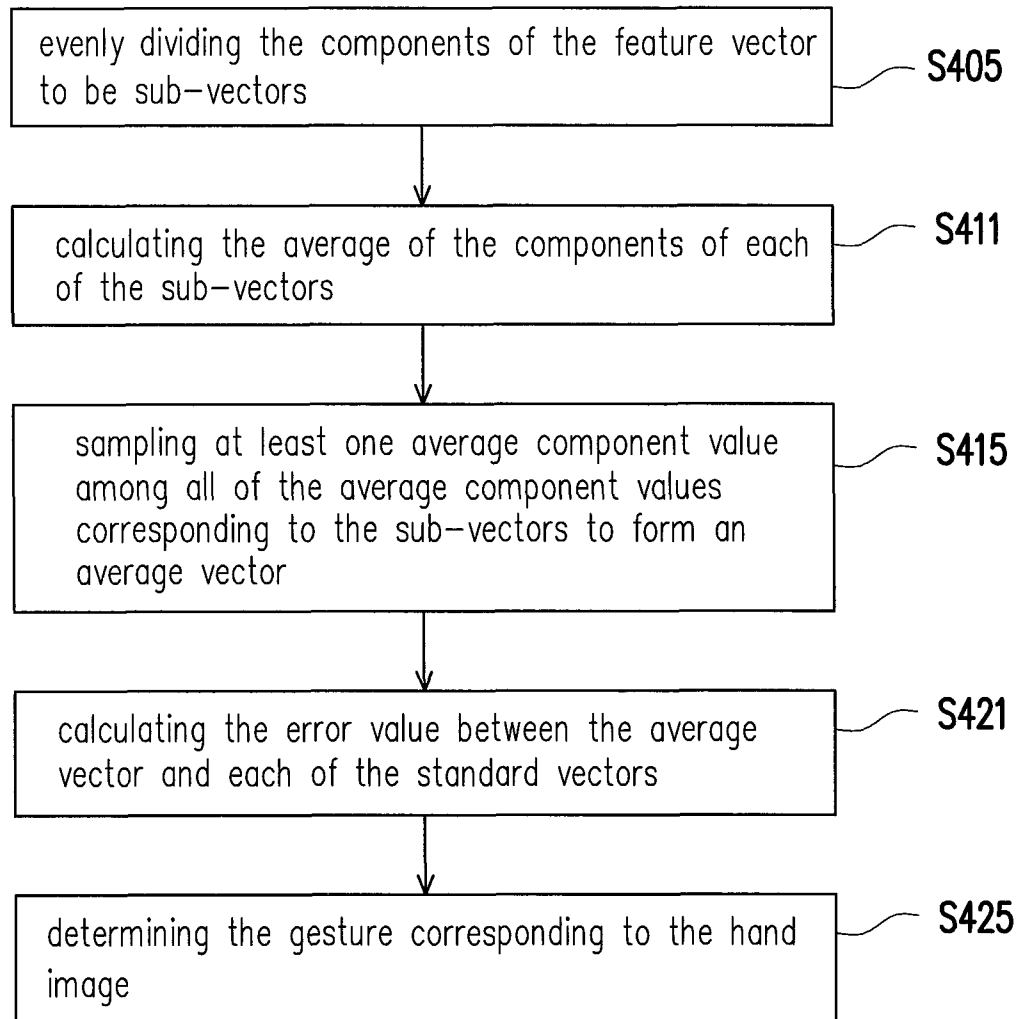 evenly dividing the components of the feature vector
to be sub-vectors
S405
calculating the average of the components of each
of the sub-vectors
S411
sampling at least one average component value
among all of the average component values
corresponding to the sub-vectors to form an
average vector
S415
calculating the error value between the average
vector and each of the standard vectors
S421
determining the gesture corresponding to the hand
image
S425